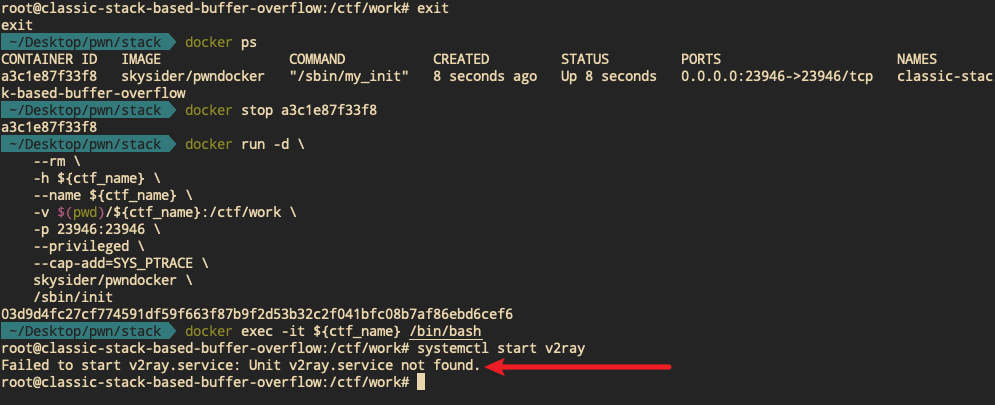 root@classic-stack-based-buffer-overflow:/ctf/work# exit
exit
~/Desktop/pwn/stack docker ps
CONTAINER ID   IMAGE                COMMAND           CREATED         STATUS         PORTS                      NAMES
a3c1e87f33f8   skysider/pwndocker   "/sbin/my_init"   8 seconds ago   Up 8 seconds   0.0.0.0:23946->23946/tcp   classic-stac
k-based-buffer-overflow
~/Desktop/pwn/stack docker stop a3c1e87f33f8
a3c1e87f33f8
~/Desktop/pwn/stack docker run -d \
    --rm \
    -h ${ctf_name} \
    --name ${ctf_name} \
    -v $(pwd)/${ctf_name}:/ctf/work \
    -p 23946:23946 \
    --privileged \
    --cap-add=SYS_PTRACE \
    skysider/pwndocker \
    /sbin/init
03d9d4fc27cf774591df59f663f87b9f2d53b32c2f041bfc08b7af86ebd6cef6
~/Desktop/pwn/stack docker exec -it ${ctf_name} /bin/bash
root@classic-stack-based-buffer-overflow:/ctf/work# systemctl start v2ray
Failed to start v2ray.service: Unit v2ray.service not found.
root@classic-stack-based-buffer-overflow:/ctf/work#